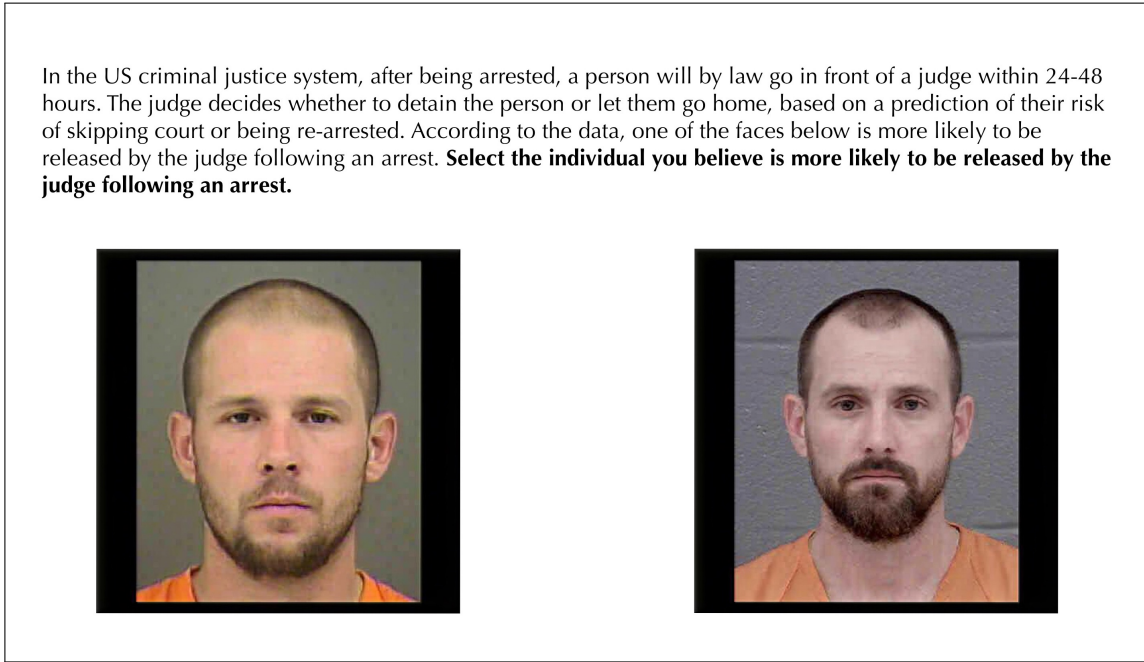 In the US criminal justice system, after being arrested, a person will by law go in front of a judge within 24-48
hours. The judge decides whether to detain the person or let them go home, based on a prediction of their risk
of skipping court or being re-arrested. According to the data, one of the faces below is more likely to be
released by the judge following an arrest. Select the individual you believe is more likely to be released by the
judge following an arrest.